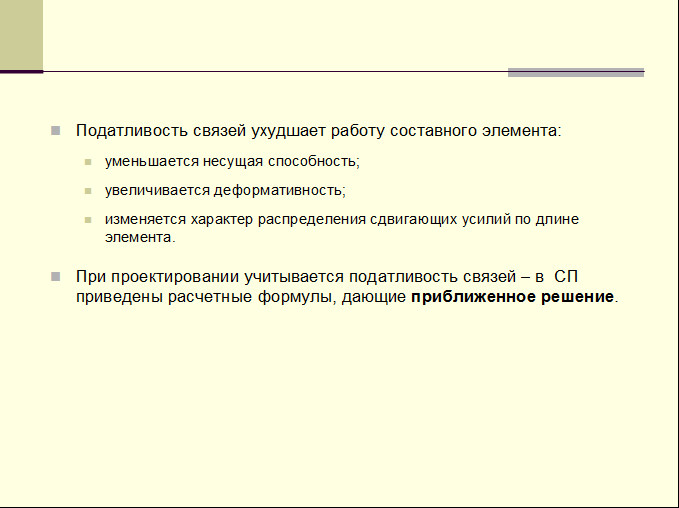 Податливость связей ухудшает работу составного элемента:
уменьшается несущая способность;
увеличивается деформативность;
изменяется характер распределения сдвигающих усилий по длине
элемента.
При проектировании учитывается податливость связей – в  СП
приведены расчетные формулы, дающие приближенное решение.